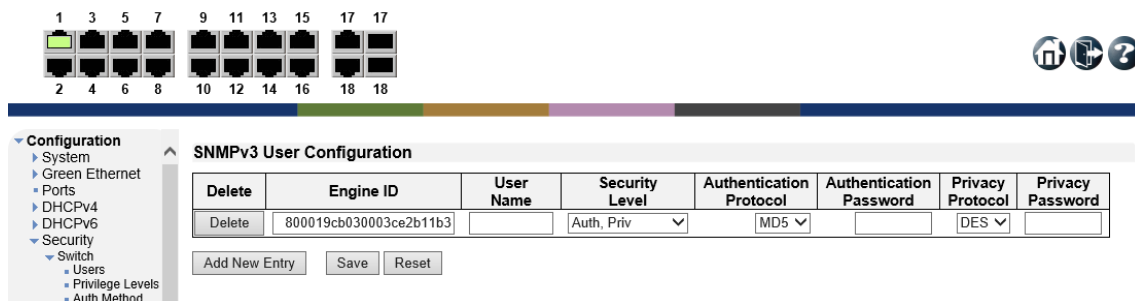 1 3 5 7 9 11 13 15 17 17
2 4 6 8 10 12 14 16 18 18
?
Configuration
System
Green Ethernet
Ports
DHCPv4
DHCPv6
Security
Switch
Users
Privilege Levels
Auth Method
SNMPv3 User Configuration
Delete Engine ID User Name Security Level Authentication Protocol Authentication Password Privacy Protocol Privacy Password
Delete 800019cb030003ce2b11b3 Auth, Priv MD5 DES
Add New Entry Save Reset